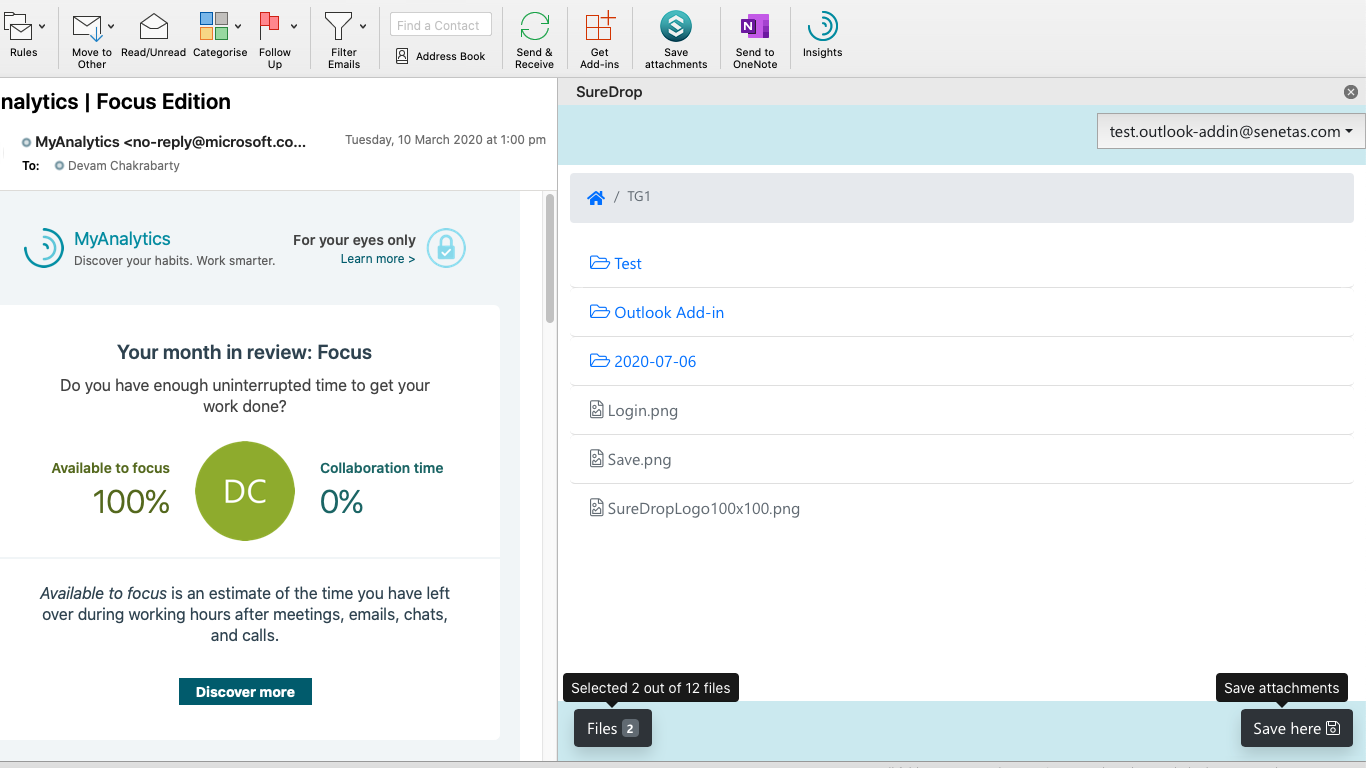 Rules
Move to
Other
Read/Unread
Categorise
Follow
Up
Filter
Emails
Find a Contact
Address Book
Send &
Receive
Get
Add-ins
Save
attachments
Send to
OneNote
Insights
nalytics | Focus Edition
MyAnalytics <no-reply@microsoft.co...
Tuesday, 10 March 2020 at 1:00 pm
To: Devam Chakrabarty
MyAnalytics
Discover your habits. Work smarter.
For your eyes only
Learn more >
Your month in review: Focus
Do you have enough uninterrupted time to get your
work done?
Available to focus
100%
DC
Collaboration time
0%
Available to focus is an estimate of the time you have left
over during working hours after meetings, emails, chats,
and calls.
Discover more
SureDrop
test.outlook-addin@senetas.com
/ TG1
Test
Outlook Add-in
2020-07-06
Login.png
Save.png
SureDropLogo100x100.png
Selected 2 out of 12 files
Files 2
Save attachments
Save here